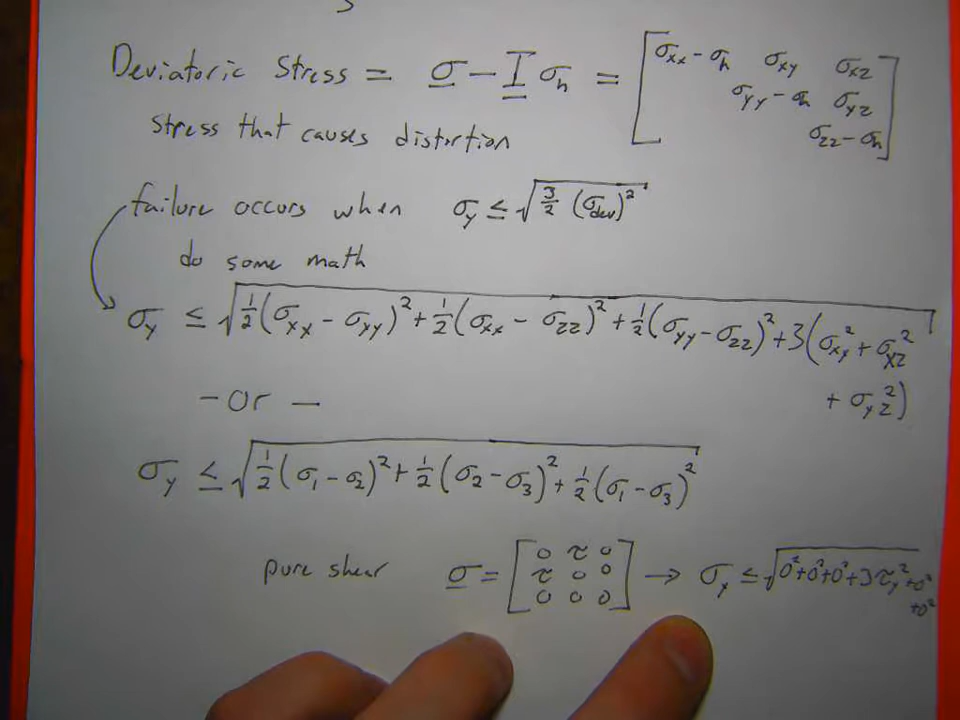 Deviatoric Stress = σ − I σh = [σxx − σh σxy σxz
σyy − σh σyz
σzz − σh]
stress that causes distortion
failure occurs when σy ≤ √(3/2 (σdev)²)
do some math
σy ≤ √(1/2(σxx − σyy)² + 1/2(σxx − σzz)² + 1/2(σyy − σzz)² + 3(σxy² + σxz²
− or − + σyz²)
σy ≤ √(1/2(σ1 − σ2)² + 1/2(σ2 − σ3)² + 1/2(σ1 − σ3)²
pure shear σ = [0 τ 0
τ 0 0
0 0 0] → σy ≤ √(0² + 0² + 0² + 3τy² + 0²
+0²